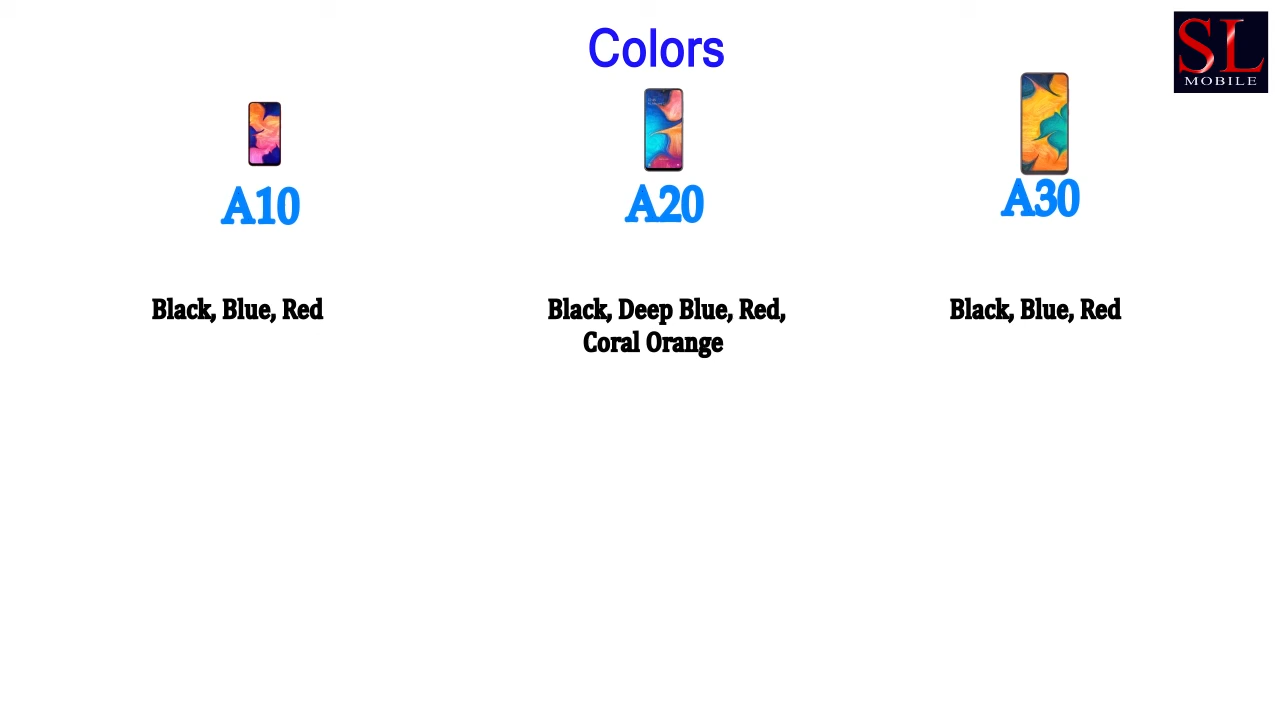 Colors
SL
MOBILE
A10
A20
A30
Black, Blue, Red
Black, Deep Blue, Red,
Coral Orange
Black, Blue, Red